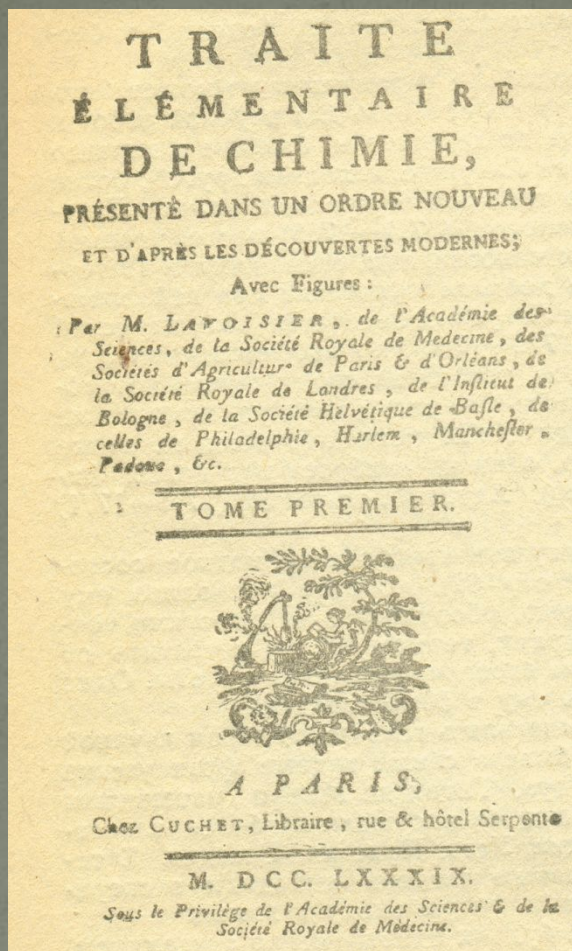 TRAITE
ÉLÉMENTAIRE
DE CHIMIE,
PRÉSENTÉ DANS UN ORDRE NOUVEAU
ET D'APRÈS LES DÉCOUVERTES MODERNES;
Avec Figures :
Par M. LAVOISIER, de l'Académie des
Sciences, de la Société Royale de Medecine, des
Sociétés d'Agriculture de Paris & d'Orléans, de
la Société Royale de Londres, de l'Inſtitut de
Bologne, de la Société Helvétique de Baſle, de
celles de Philadelphie, Harlem, Mancheſter,
Padoue, &c.
TOME PREMIER.
A PARIS,
Chez CUCHET, Libraire, rue & hôtel Serpente
M. DCC. LXXXIX.
Sous le Privilège de l'Académie des Sciences & de la
Société Royale de Médecine.